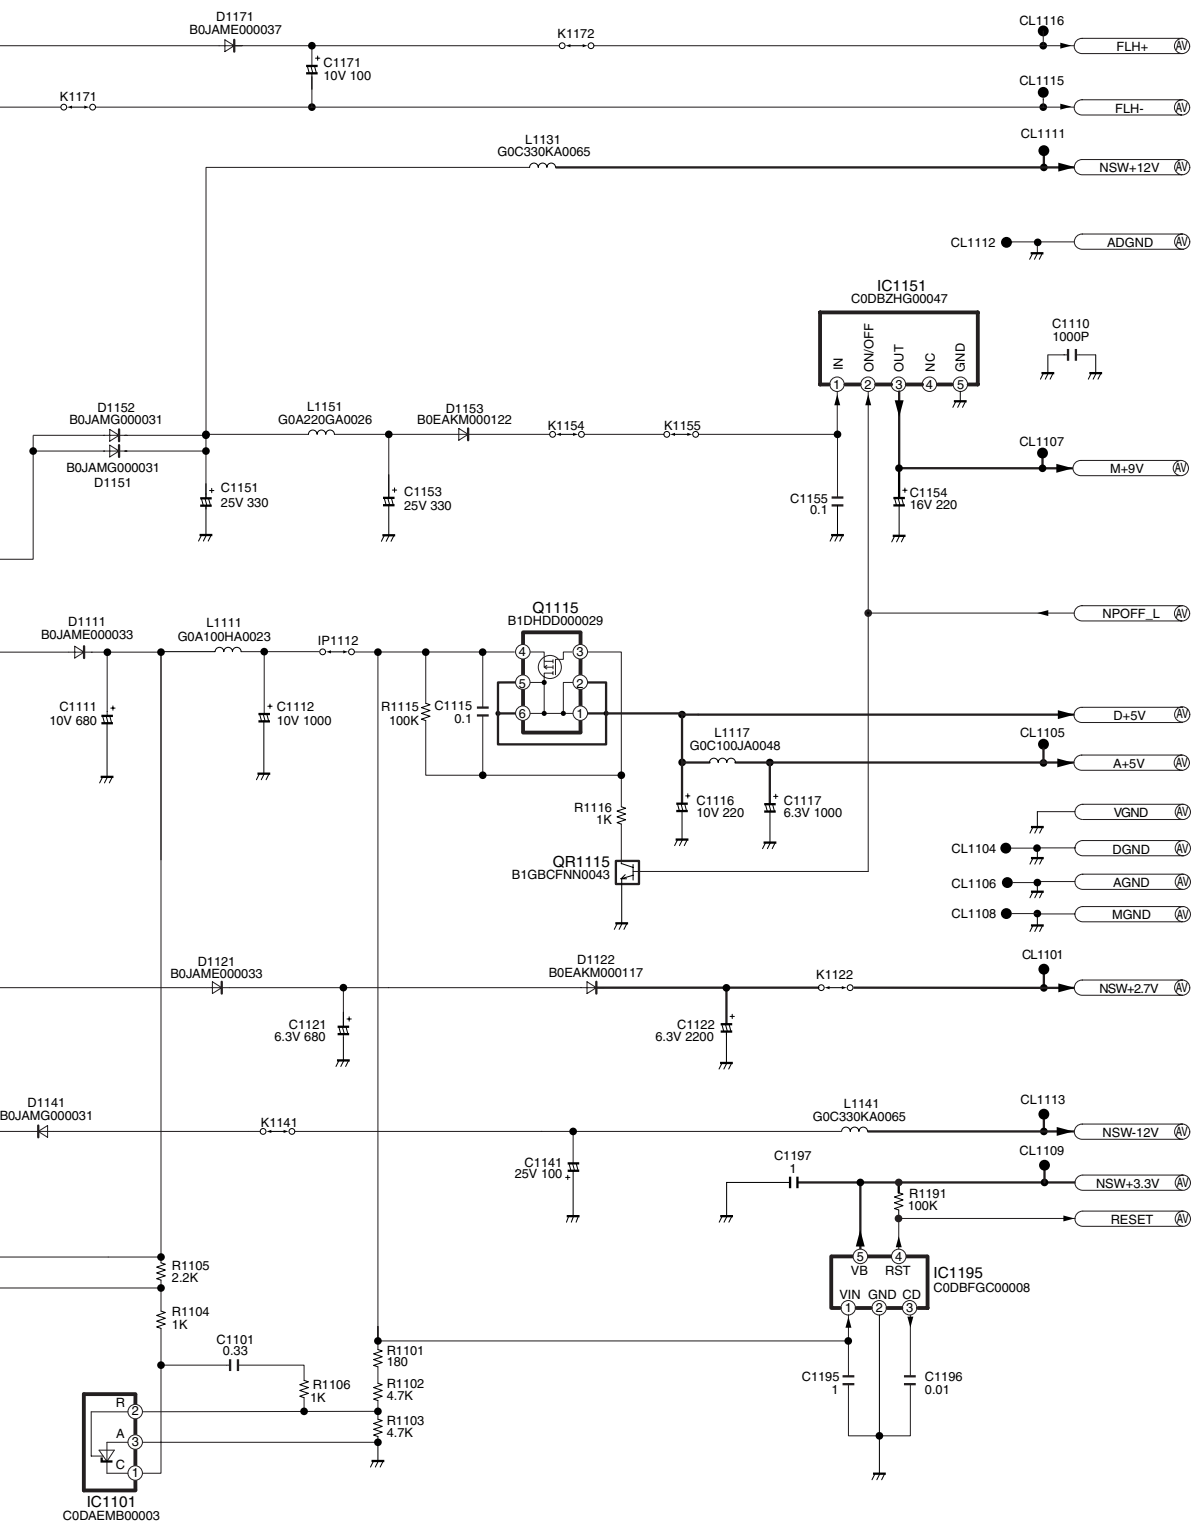 D1171
B0JAME000037
K1172
CL1116
FLH+ AV
C1171
10V 100
+
K1171
CL1115
FLH- AV
L1131
G0C330KA0065
CL1111
NSW+12V AV
CL1112
ADGND AV
IC1151
C0DBZHG00047
IN
ON/OFF
OUT
NC
GND
1 2 3 4 5
C1110
1000P
D1152
B0JAMG000031
B0JAMG000031
D1151
L1151
G0A220GA0026
D1153
B0EAKM000122
K1154
K1155
CL1107
M+9V AV
+
C1151
25V 330
+
C1153
25V 330
C1155
0.1
+
C1154
16V 220
NPOFF_L AV
D1111
B0JAME000033
L1111
G0A100HA0023
IP1112
Q1115
B1DHDD000029
4 3
5 2
6 1
C1111
10V 680
+
+
C1112
10V 1000
R1115
100K
C1115
0.1
D+5V AV
L1117
G0C100JA0048
CL1105
A+5V AV
R1116
1K
+
C1116
10V 220
+
C1117
6.3V 1000
VGND AV
CL1104
DGND AV
QR1115
B1GBCFNN0043
CL1106
AGND AV
CL1108
MGND AV
D1121
B0JAME000033
D1122
B0EAKM000117
K1122
CL1101
NSW+2.7V AV
C1121
6.3V 680
+
C1122
6.3V 2200
+
D1141
B0JAMG000031
K1141
L1141
G0C330KA0065
CL1113
NSW-12V AV
C1141
25V 100
+
C1197
1
CL1109
NSW+3.3V AV
R1191
100K
RESET AV
5 4
VB RST
IC1195
C0DBFGC00008
VIN GND CD
1 2 3
R1105
2.2K
R1104
1K
C1101
0.33
R1106
1K
R1101
180
R1102
4.7K
R1103
4.7K
C1195
1
C1196
0.01
R 2
A 3
C 1
IC1101
C0DAEMB00003